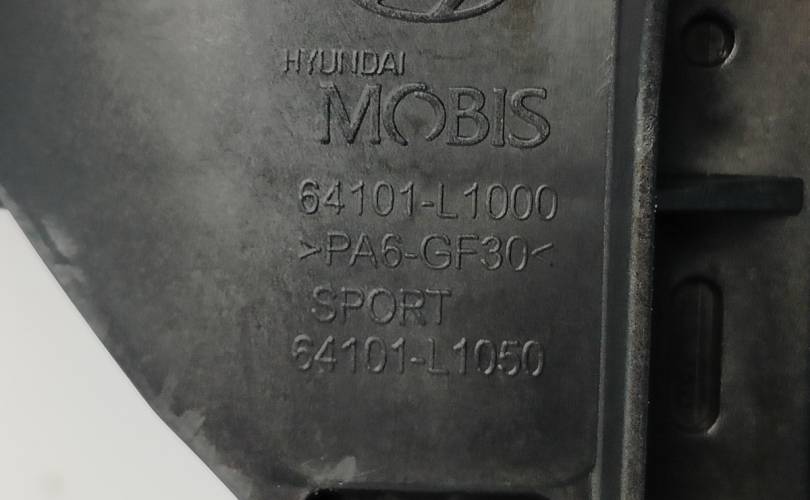 HYUNDAI
MOBIS
64101-L1000
>PA6-GF30<
SPORT
64101-L1050